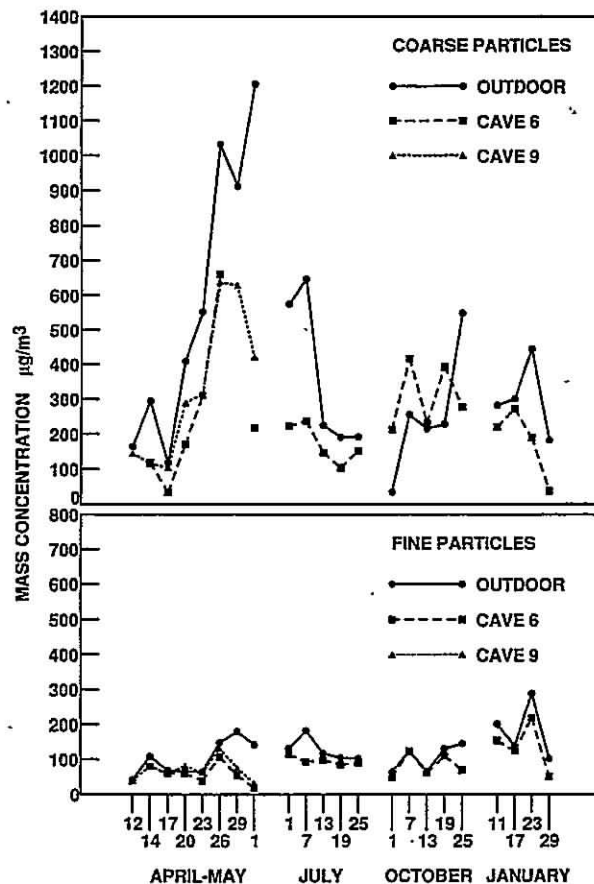 MASS CONCENTRATION µg/m³
1400
1300
1200
1100
1000
900
800
700
600
500
400
300
200
100
0
COARSE PARTICLES
OUTDOOR
CAVE 6
CAVE 9
800
700
600
500
400
300
200
100
0
FINE PARTICLES
OUTDOOR
CAVE 6
CAVE 9
12 17 23 29 1 13 25 7 19 11 23
14 20 26 1 7 19 1 13 25 17 29
APRIL-MAY JULY OCTOBER JANUARY